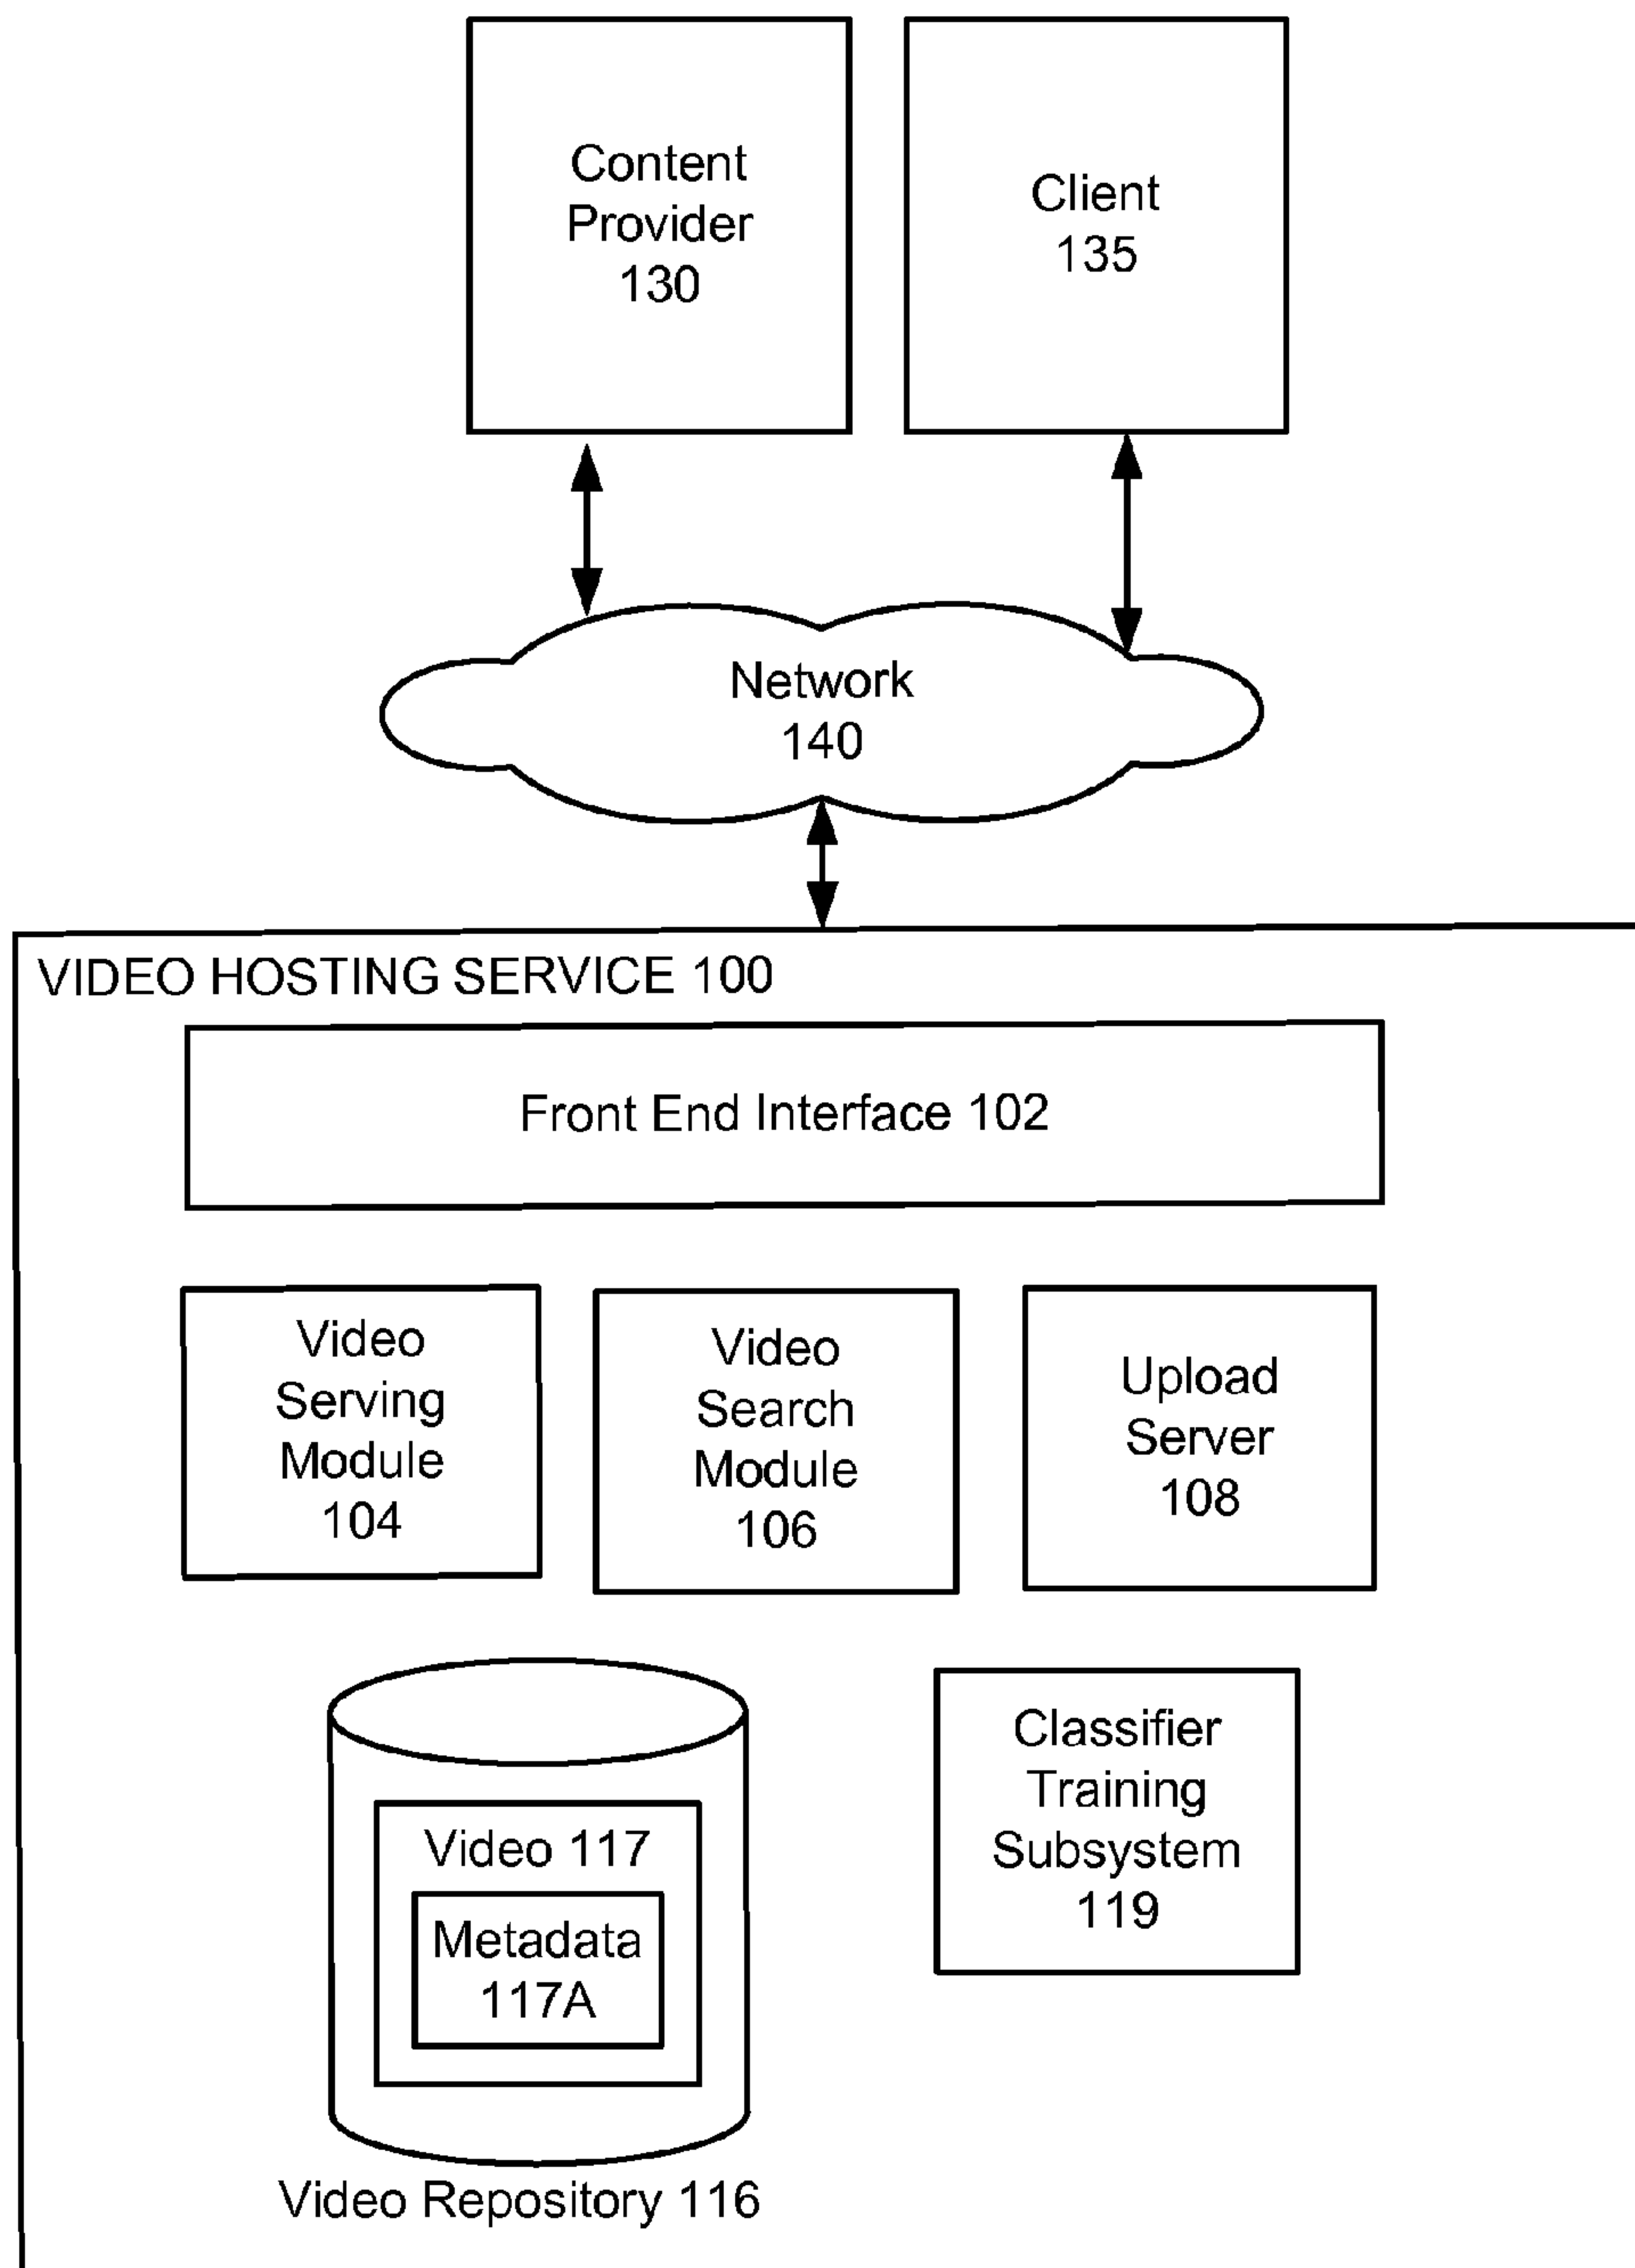 Content
Provider
130
Client
135
Network
140
VIDEO HOSTING SERVICE 100
Front End Interface 102
Video
Serving
Module
104
Video
Search
Module
106
Upload
Server
108
Video 117
Metadata
117A
Video Repository 116
Classifier
Training
Subsystem
119